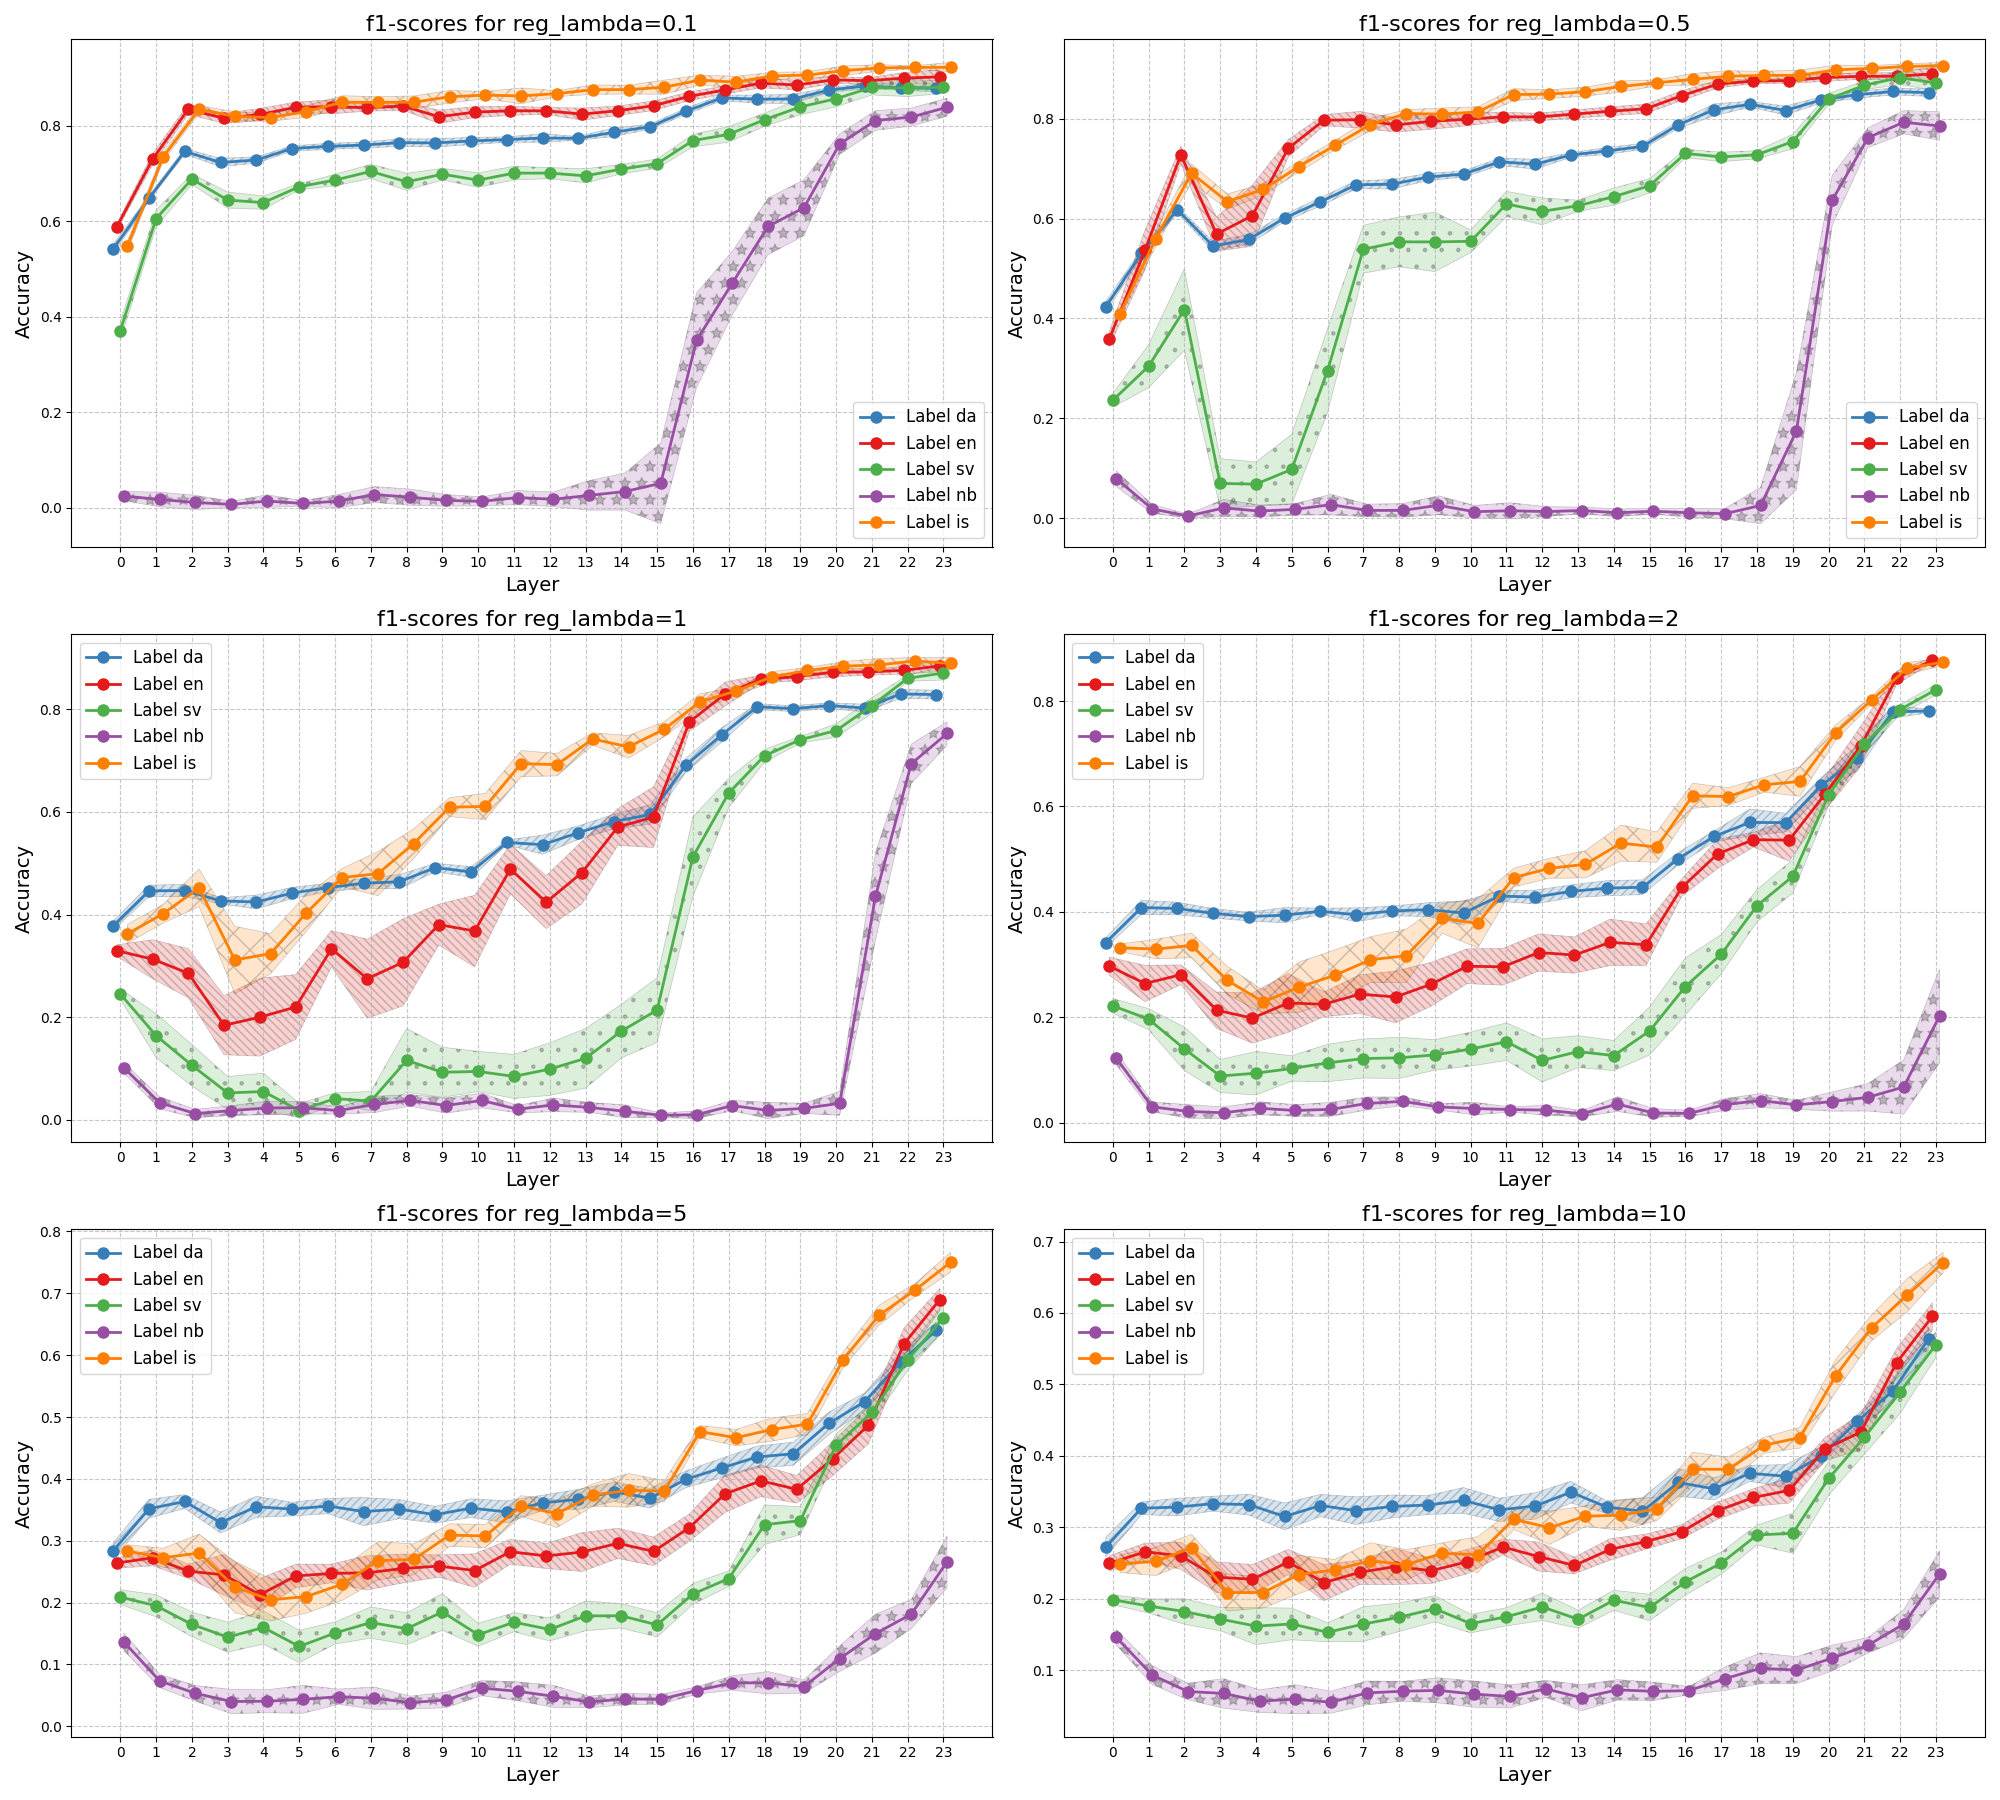 f1-scores for reg_lambda=0.1
Accuracy
0.8
0.6
0.4
0.2
0.0
0 1 2 3 4 5 6 7 8 9 10 11 12 13 14 15 16 17 18 19 20 21 22 23
Layer
Label da
Label en
Label sv
Label nb
Label is
f1-scores for reg_lambda=0.5
Accuracy
0.8
0.6
0.4
0.2
0.0
0 1 2 3 4 5 6 7 8 9 10 11 12 13 14 15 16 17 18 19 20 21 22 23
Layer
Label da
Label en
Label sv
Label nb
Label is
f1-scores for reg_lambda=1
Accuracy
0.8
0.6
0.4
0.2
0.0
0 1 2 3 4 5 6 7 8 9 10 11 12 13 14 15 16 17 18 19 20 21 22 23
Layer
Label da
Label en
Label sv
Label nb
Label is
f1-scores for reg_lambda=2
Accuracy
0.8
0.6
0.4
0.2
0.0
0 1 2 3 4 5 6 7 8 9 10 11 12 13 14 15 16 17 18 19 20 21 22 23
Layer
Label da
Label en
Label sv
Label nb
Label is
f1-scores for reg_lambda=5
Accuracy
0.8
0.7
0.6
0.5
0.4
0.3
0.2
0.1
0.0
0 1 2 3 4 5 6 7 8 9 10 11 12 13 14 15 16 17 18 19 20 21 22 23
Layer
Label da
Label en
Label sv
Label nb
Label is
f1-scores for reg_lambda=10
Accuracy
0.7
0.6
0.5
0.4
0.3
0.2
0.1
0 1 2 3 4 5 6 7 8 9 10 11 12 13 14 15 16 17 18 19 20 21 22 23
Layer
Label da
Label en
Label sv
Label nb
Label is